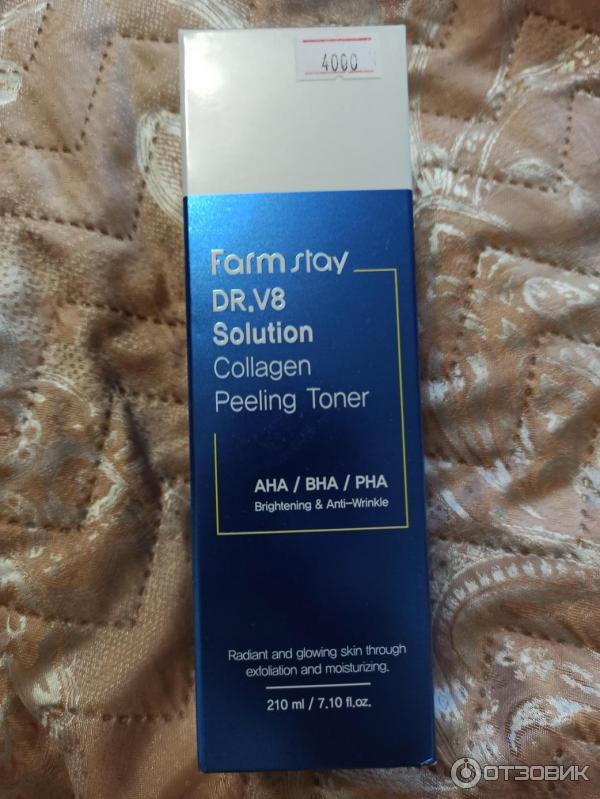 4000
Farm stay
DR.V8
Solution
Collagen
Peeling Toner
AHA / BHA / PHA
Brightening & Anti-Wrinkle
Radiant and glowing skin through
exfoliation and moisturizing.
210 ml / 7.10 fl.oz.
ОТЗОВИК